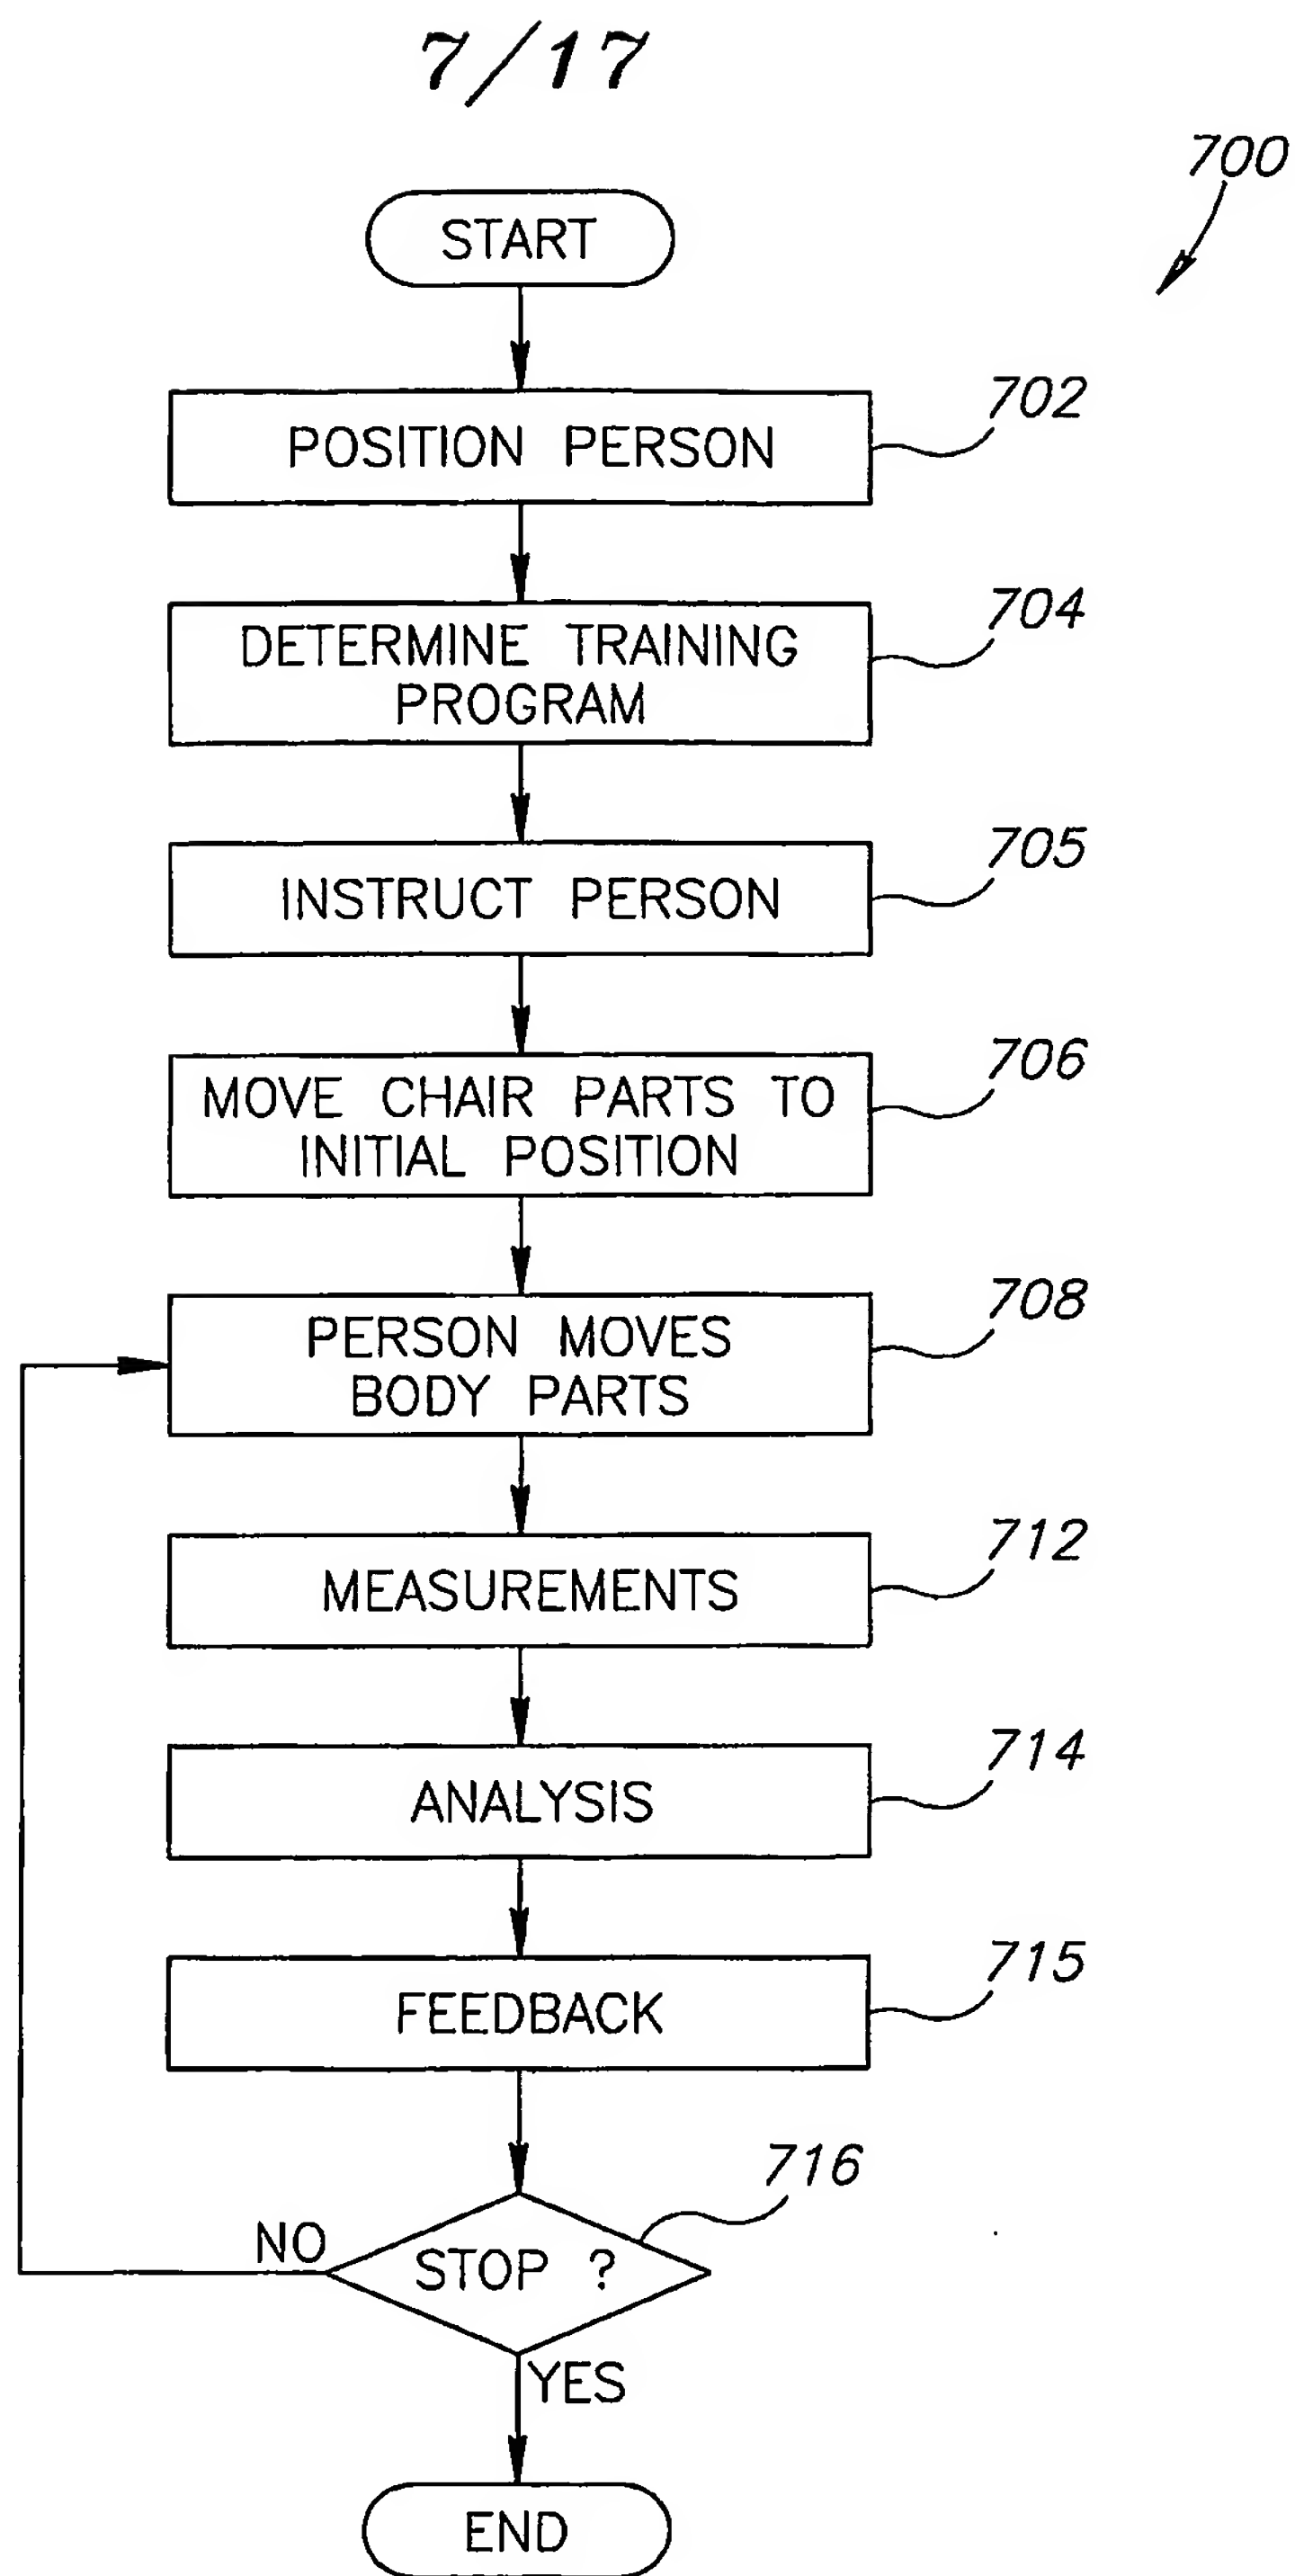 7/17
700
START
702
POSITION PERSON
704
DETERMINE TRAINING
PROGRAM
705
INSTRUCT PERSON
706
MOVE CHAIR PARTS TO
INITIAL POSITION
708
PERSON MOVES
BODY PARTS
712
MEASUREMENTS
714
ANALYSIS
715
FEEDBACK
716
NO
STOP ?
YES
END